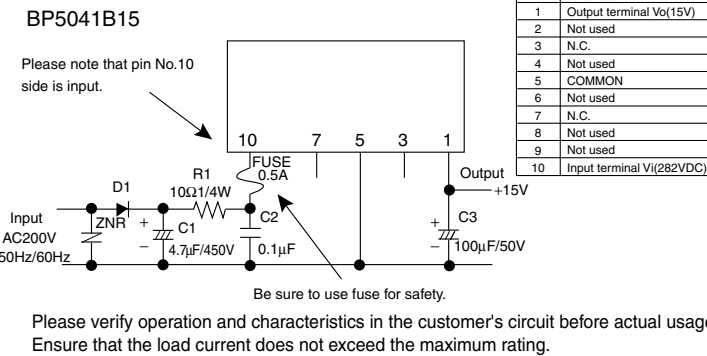 BP5041B15
Please note that pin No.10
side is input.
10 7 5 3 1
FUSE
0.5A
Output
+15V
R1
10Ω1/4W
D1
Input
AC200V
50Hz/60Hz
ZNR
+
C1
−
4.7μF/450V
C2
0.1μF
+
C3
−
100μF/50V
Be sure to use fuse for safety.
1 Output terminal Vo(15V)
2 Not used
3 N.C.
4 Not used
5 COMMON
6 Not used
7 N.C.
8 Not used
9 Not used
10 Input terminal Vi(282VDC)
Please verify operation and characteristics in the customer's circuit before actual usage
Ensure that the load current does not exceed the maximum rating.